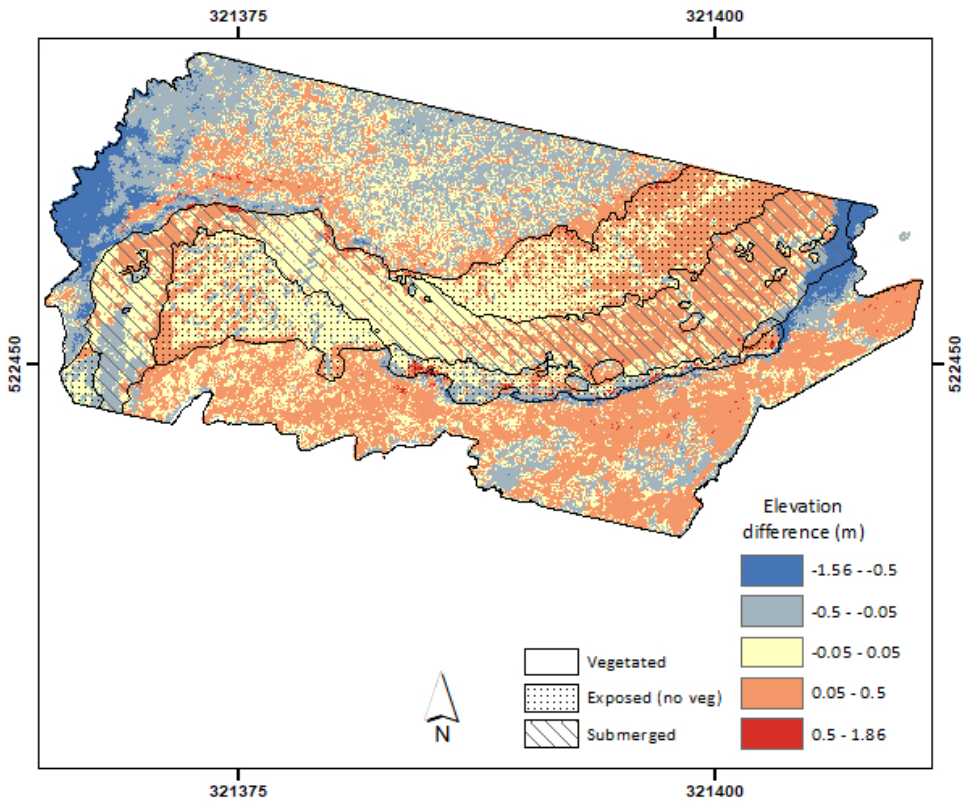 321375 321400
522450 522450
Elevation
difference (m)
-1.56 - -0.5
-0.5 - -0.05
-0.05 - 0.05
0.05 - 0.5
0.5 - 1.86
Vegetated
Exposed (no veg)
Submerged
N
321375 321400